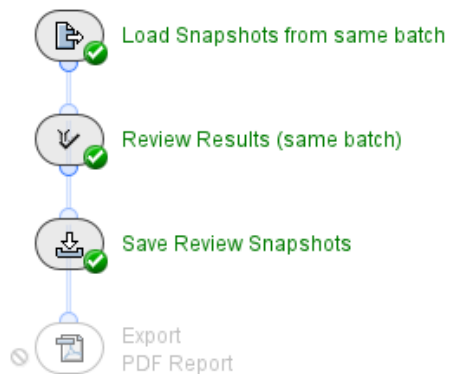 Load Snapshots from same batch
Review Results (same batch)
Save Review Snapshots
Export
PDF Report